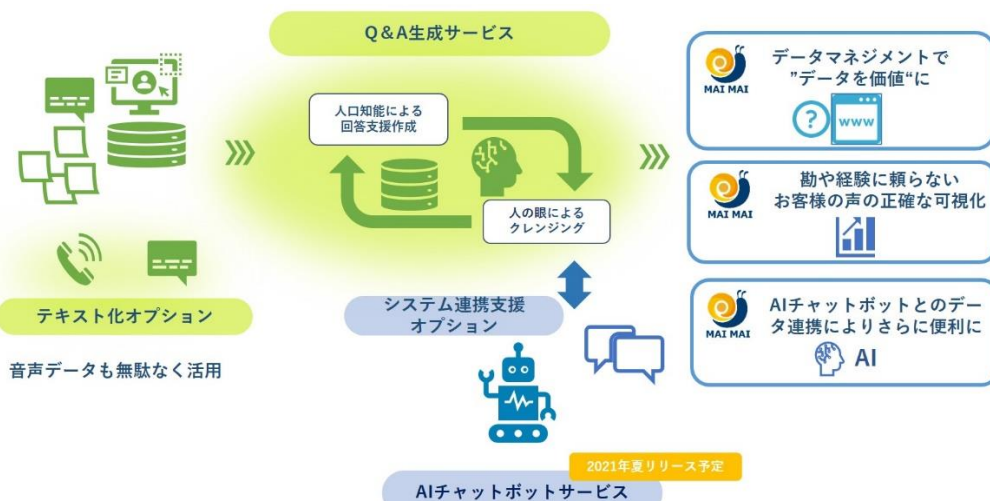 Q&A生成サービス
人口知能による
回答支援作成
人の眼による
クレンジング
テキスト化オプション
音声データも無駄なく活用
システム連携支援
オプション
2021年夏リリース予定
AIチャットボットサービス
MAI MAI
データマネジメントで
”データを価値“に
?
www
MAI MAI
勘や経験に頼らない
お客様の声の正確な可視化
MAI MAI
AIチャットボットとのデー
タ連携によりさらに便利に
AI